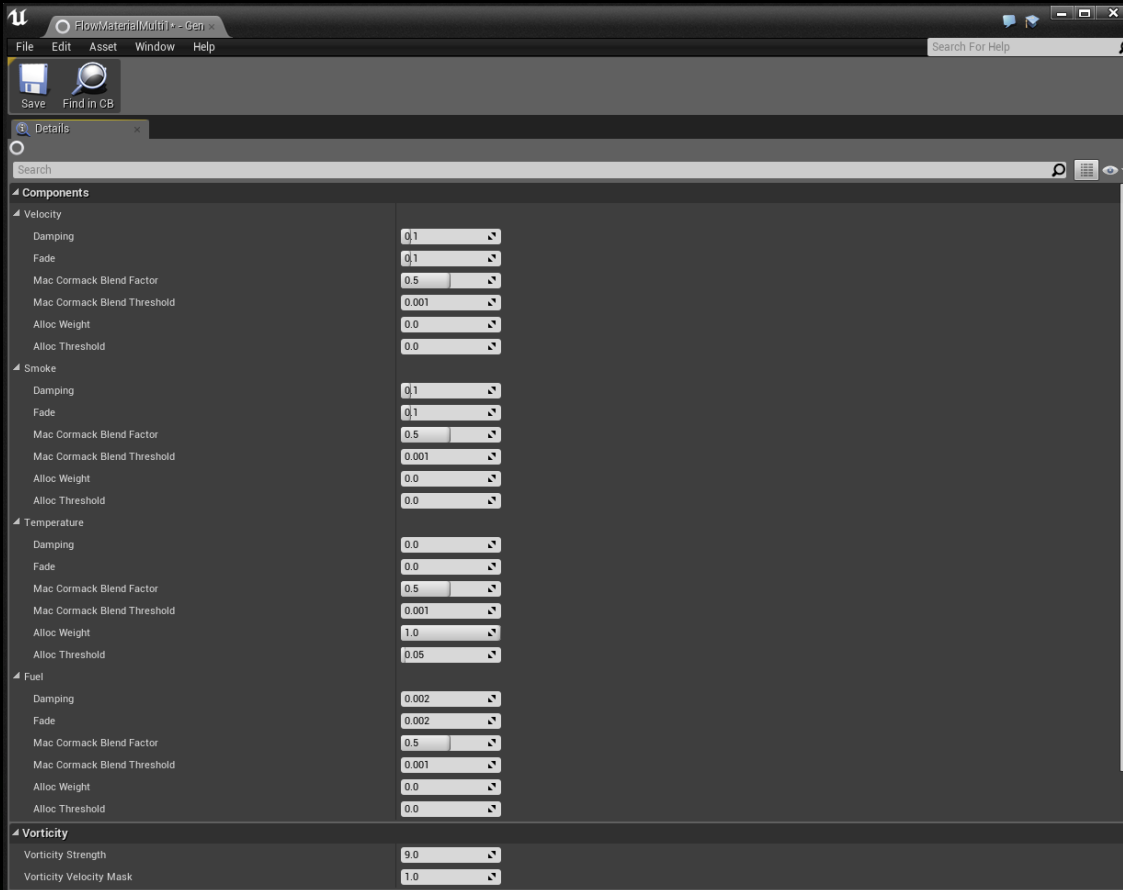 FlowMaterialMulti1* - Gen
File Edit Asset Window Help
Search For Help
Save Find in CB
Details
Search
Components
Velocity
Damping 0.1
Fade 0.1
Mac Cormack Blend Factor 0.5
Mac Cormack Blend Threshold 0.001
Alloc Weight 0.0
Alloc Threshold 0.0
Smoke
Damping 0.1
Fade 0.1
Mac Cormack Blend Factor 0.5
Mac Cormack Blend Threshold 0.001
Alloc Weight 0.0
Alloc Threshold 0.0
Temperature
Damping 0.0
Fade 0.0
Mac Cormack Blend Factor 0.5
Mac Cormack Blend Threshold 0.001
Alloc Weight 1.0
Alloc Threshold 0.05
Fuel
Damping 0.002
Fade 0.002
Mac Cormack Blend Factor 0.5
Mac Cormack Blend Threshold 0.001
Alloc Weight 0.0
Alloc Threshold 0.0
Vorticity
Vorticity Strength 9.0
Vorticity Velocity Mask 1.0